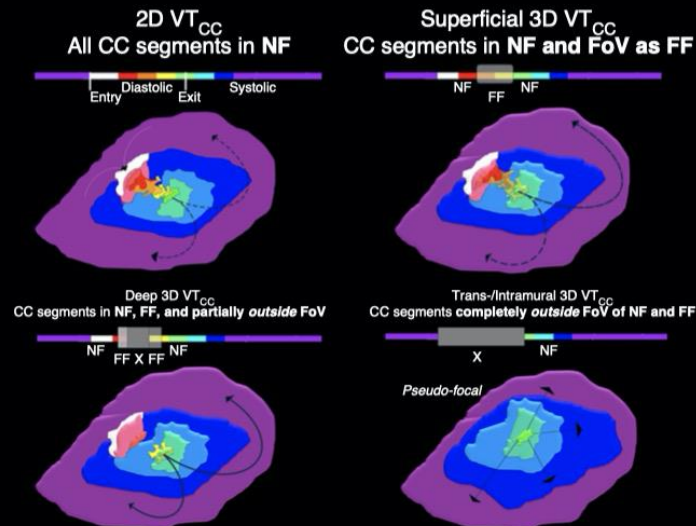 2D VTCC
All CC segments in NF
Entry
Diastolic
Exit
Systolic
Superficial 3D VTCC
CC segments in NF and FoV as FF
NF
FF
NF
Deep 3D VTCC
CC segments in NF, FF, and partially outside FoV
NF
FF X FF
NF
Trans-/Intramural 3D VTCC
CC segments completely outside FoV of NF and FF
X
NF
Pseudo-focal